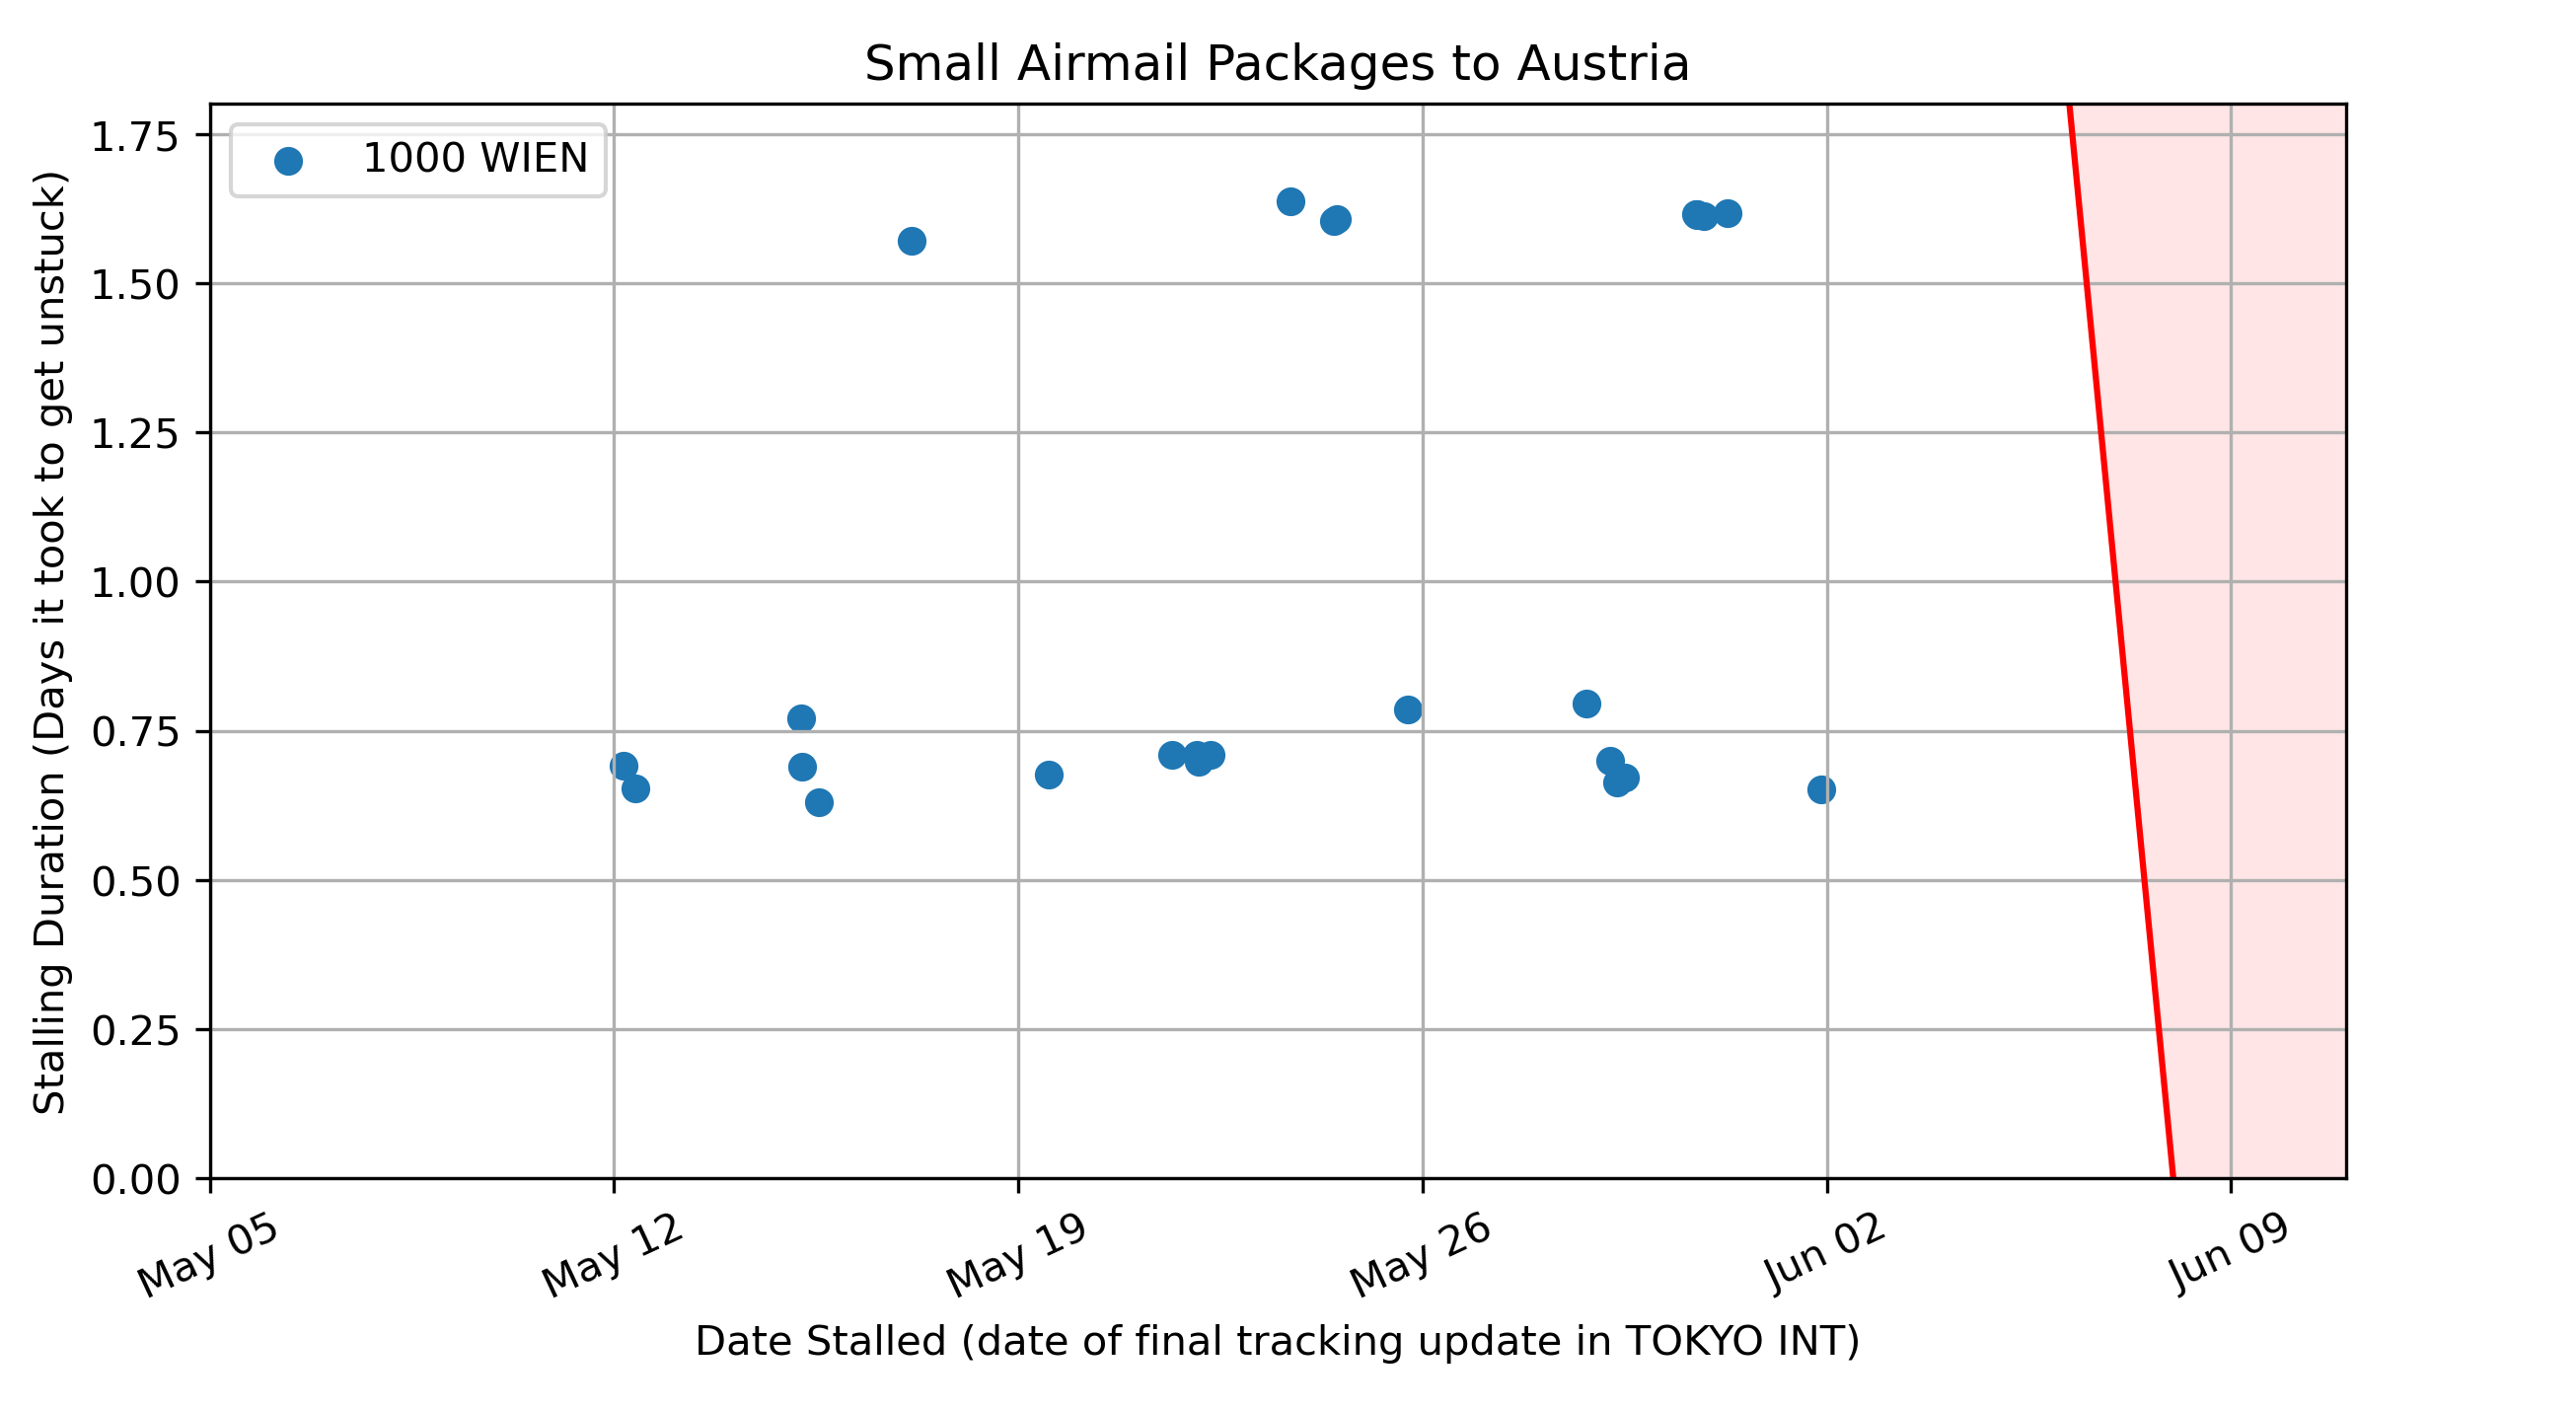 Small Airmail Packages to Austria
1000 WIEN
Stalling Duration (Days it took to get unstuck)
1.75
1.50
1.25
1.00
0.75
0.50
0.25
0.00
May 05 May 12 May 19 May 26 Jun 02 Jun 09
Date Stalled (date of final tracking update in TOKYO INT)